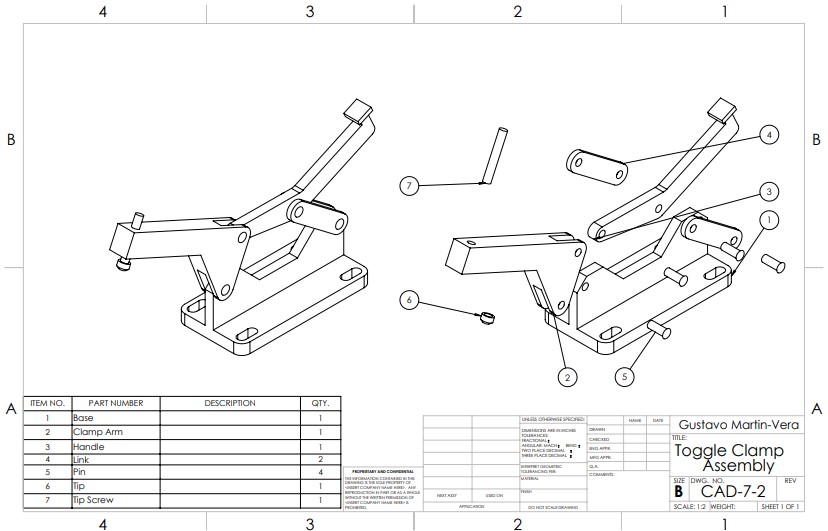 4 3 2 1
B B
4
7
3
1
6
2 5
A A
ITEM NO. PART NUMBER DESCRIPTION QTY.
1 Base 1
2 Clamp Arm 1
3 Handle 1
4 Link 2
5 Pin 4
6 Tip 1
7 Tip Screw 1
PROPRIETARY AND CONFIDENTIAL
THE INFORMATION CONTAINED IN THIS
DRAWING IS THE SOLE PROPERTY OF
<INSERT COMPANY NAME HERE>. ANY
REPRODUCTION IN PART OR AS A WHOLE
WITHOUT THE WRITTEN PERMISSION OF
<INSERT COMPANY NAME HERE> IS
PROHIBITED.
NEXT ASSY USED ON
APPLICATION
UNLESS OTHERWISE SPECIFIED:
DIMENSIONS ARE IN INCHES
TOLERANCES:
FRACTIONAL
ANGULAR: MACH BEND
TWO PLACE DECIMAL
THREE PLACE DECIMAL
INTERPRET GEOMETRIC
TOLERANCING PER:
MATERIAL
FINISH
DO NOT SCALE DRAWING
NAME DATE
DRAWN
CHECKED
ENG APPR.
MFG APPR.
Q.A.
COMMENTS:
Gustavo Martin-Vera
TITLE:
Toggle Clamp
Assembly
SIZE DWG. NO. REV
B CAD-7-2
SCALE: 1:2 WEIGHT: SHEET 1 OF 1
4 3 2 1